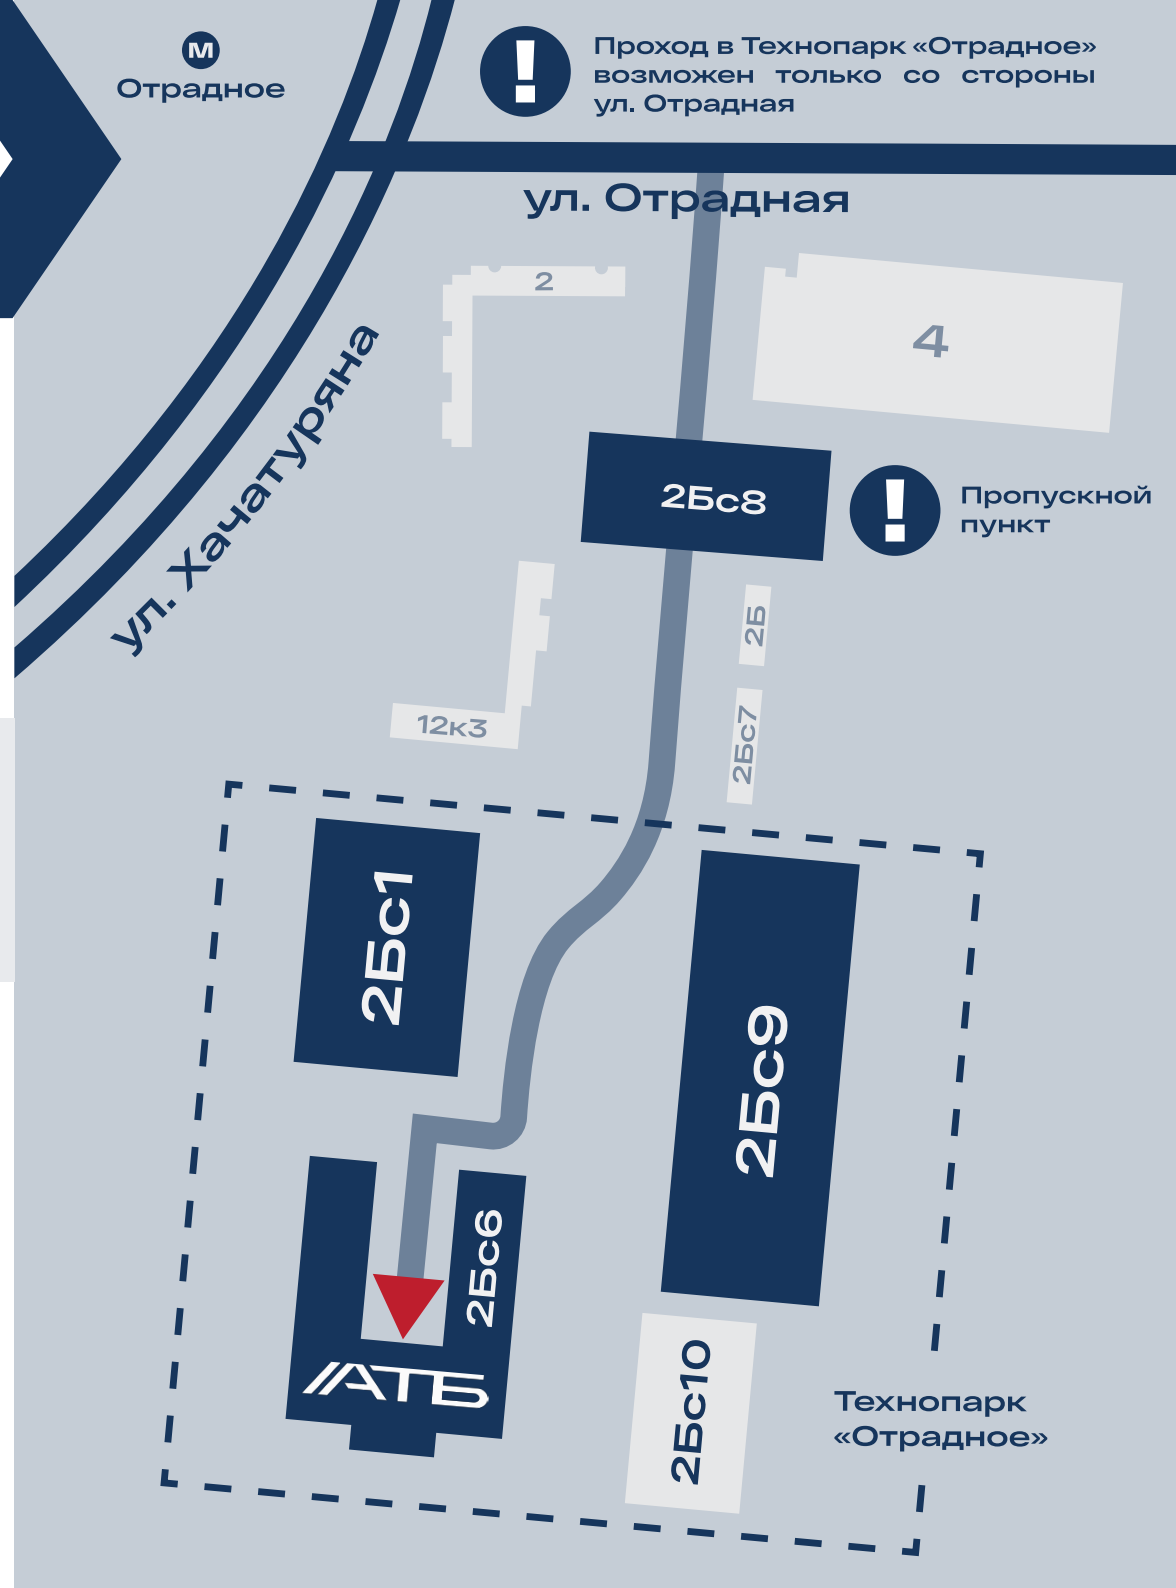 М
Отрадное
Проход в Технопарк «Отрадное»
возможен только со стороны
ул. Отрадная
ул. Отрадная
ул. Хачатуряна
2
4
2Бс8
Пропускной
пункт
2Б
2Бс7
12к3
2Бс1
2Бс9
2Бс6
АТБ
2Бс10
Технопарк
«Отрадное»